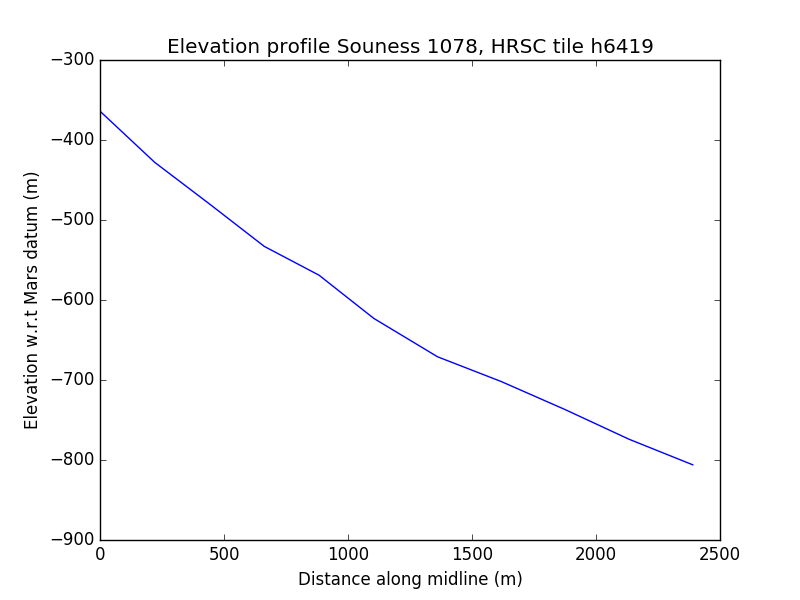 Elevation profile Souness 1078, HRSC tile h6419
−300
−400
−500
−600
−700
−800
−900
Elevation w.r.t Mars datum (m)
0 500 1000 1500 2000 2500
Distance along midline (m)